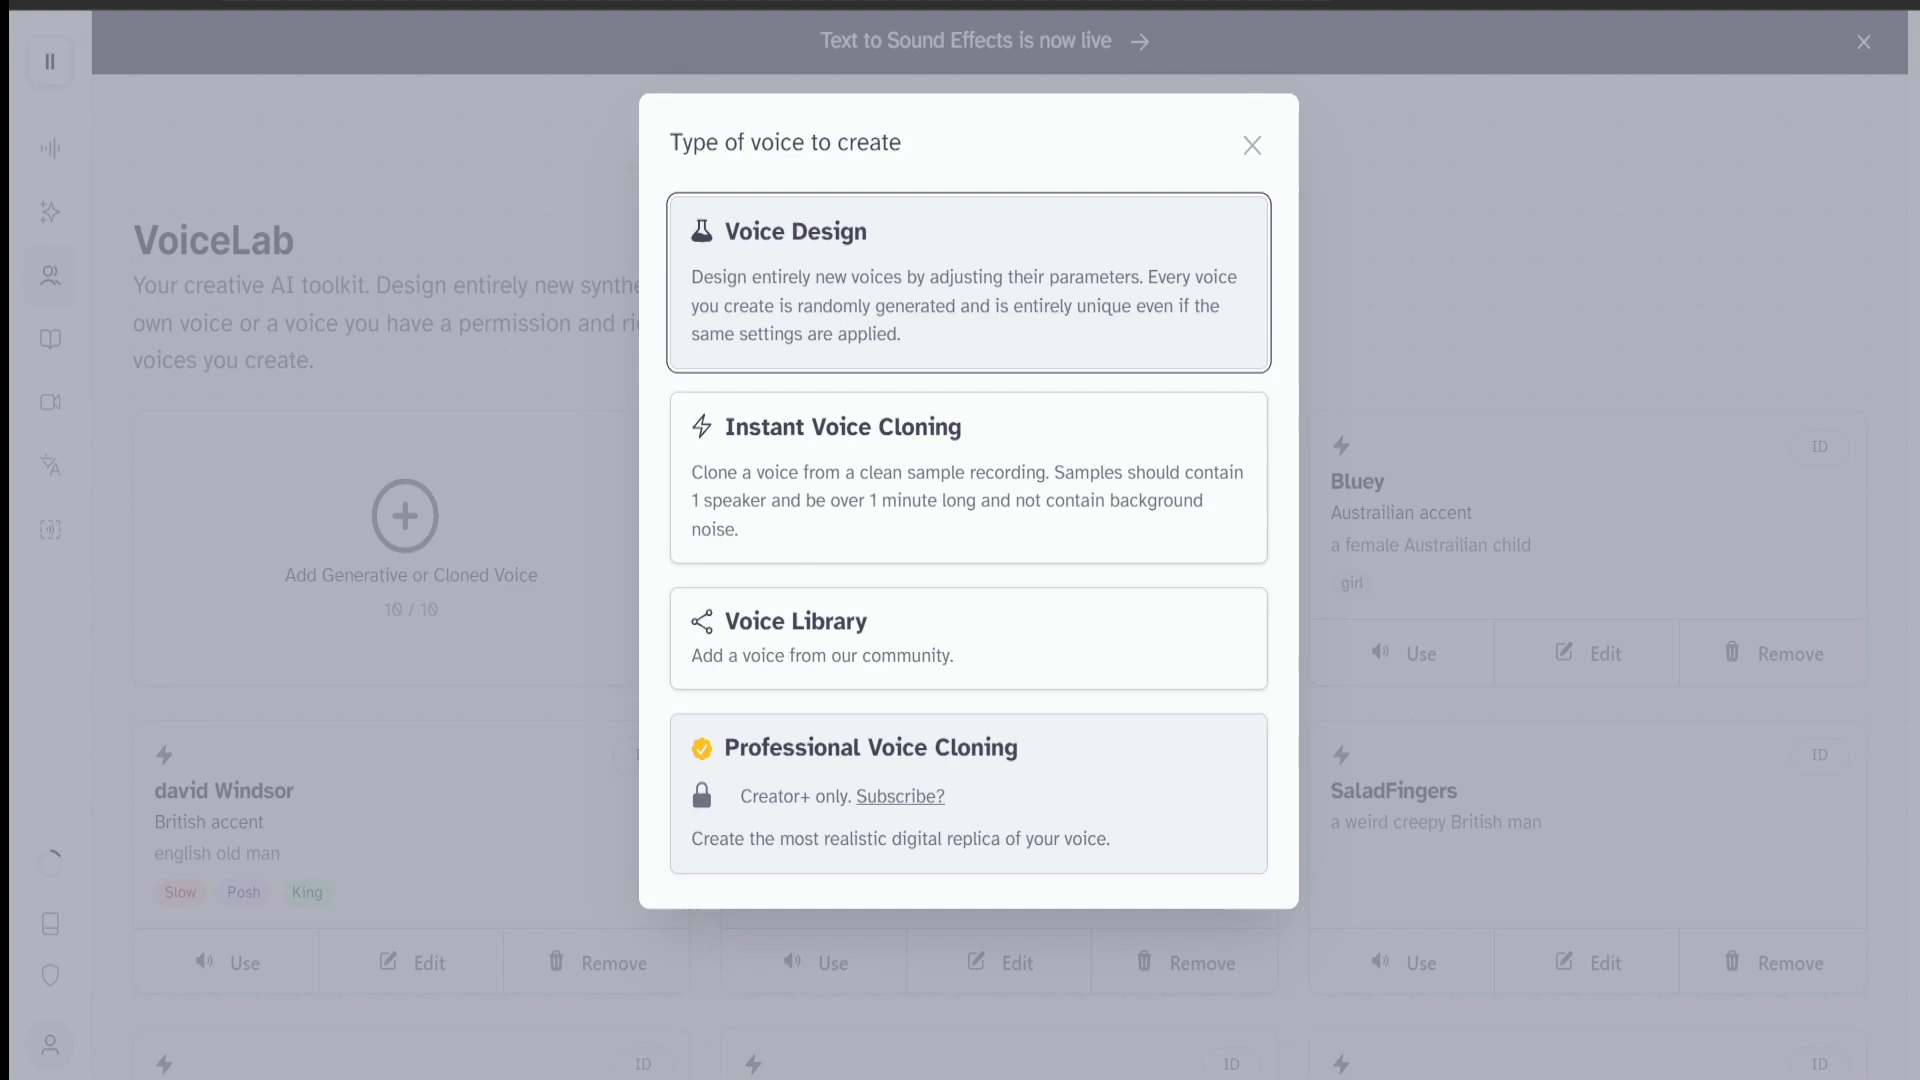 Text to Sound Effects is now live
Type of voice to create
Voice Design
Design entirely new voices by adjusting their parameters. Every voice
you create is randomly generated and is entirely unique even if the
same settings are applied.
Instant Voice Cloning
Clone a voice from a clean sample recording. Samples should contain
1 speaker and be over 1 minute long and not contain background
noise.
Voice Library
Add a voice from our community.
Professional Voice Cloning
Creator+ only. Subscribe?
Create the most realistic digital replica of your voice.
VoiceLab
Your creative AI toolkit. Design entirely new synthe
own voice or a voice you have a permission and ri
voices you create.
Add Generative or Cloned Voice
10 / 10
ID
Bluey
Austrailian accent
a female Austrailian child
girl
Use Edit Remove
david Windsor
British accent
english old man
Slow Posh King
Use Edit Remove
Use Edit Remove
ID
SaladFingers
a weird creepy British man
Use Edit Remove
ID
ID
ID